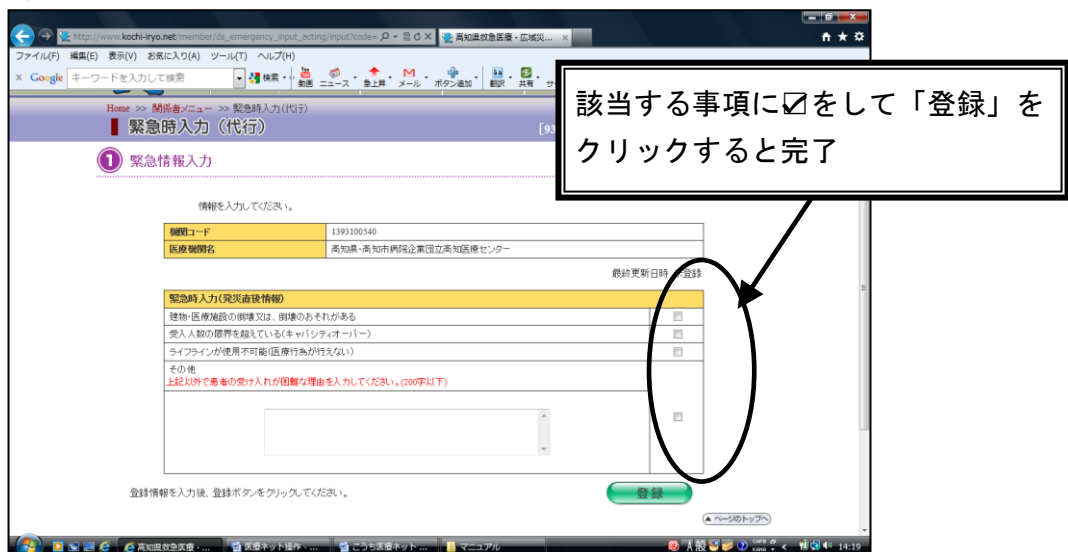 http://www.kochi-iryo.net/member/ds_emergency_input_acting/input?code=
高知県救急医療・広域災...
ファイル(F) 編集(E) 表示(V) お気に入り(A) ツール(T) ヘルプ(H)
x Google キーワードを入力して検索 検索 動画 ニュース 急上昇 メール ボタン追加 翻訳 共有
該当する事項に☑をして「登録」を
クリックすると完了
Home >> 関係者メニュー >> 緊急時入力(代行)
緊急時入力（代行）
1 緊急情報入力
情報を入力してください。
機関コード 1393100540
医療機関名 高知県・高知市病院企業団立高知医療センター
最終更新日時 未登録
緊急時入力(発災直後情報)
建物・医療施設の倒壊又は、倒壊のおそれがある
受入人数の限界を超えている(キャパシティオーバー)
ライフラインが使用不可能(医療行為が行えない)
その他
上記以外で患者の受け入れが困難な理由を入力してください。(200字以下)
登録情報を入力後、登録ボタンをクリックしてください。
登録
ページのトップへ
高知県救急医療・... 医療ネット操作・... こうち医療ネット ... マニュアル A 般 CAPS 14:19